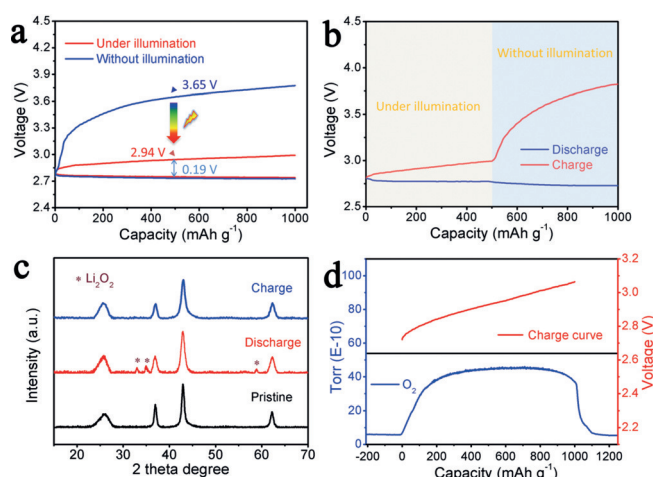 a
4.5
4.2
3.9
3.6
3.3
3.0
2.7
2.4
Voltage (V)
Under illumination
Without illumination
3.65 V
2.94 V
0.19 V
0 200 400 600 800 1000
Capacity (mAh g⁻¹)
b
4.5
4.0
3.5
3.0
2.5
Voltage (V)
Without illumination
Under illumination
Discharge
Charge
0 200 400 600 800 1000
Capacity (mAh g⁻¹)
c
* Li₂O₂
Charge
Discharge
* * *
Pristine
Intensity (a.u.)
20 30 40 50 60 70
2 theta degree
d
100
80
60
40
20
0
Torr (E-10)
Charge curve
O₂
3.3
3.0
2.7
2.4
2.1
1.8
Voltage (V)
-200 0 200 400 600 800 1000 1200
Capacity (mAh g⁻¹)